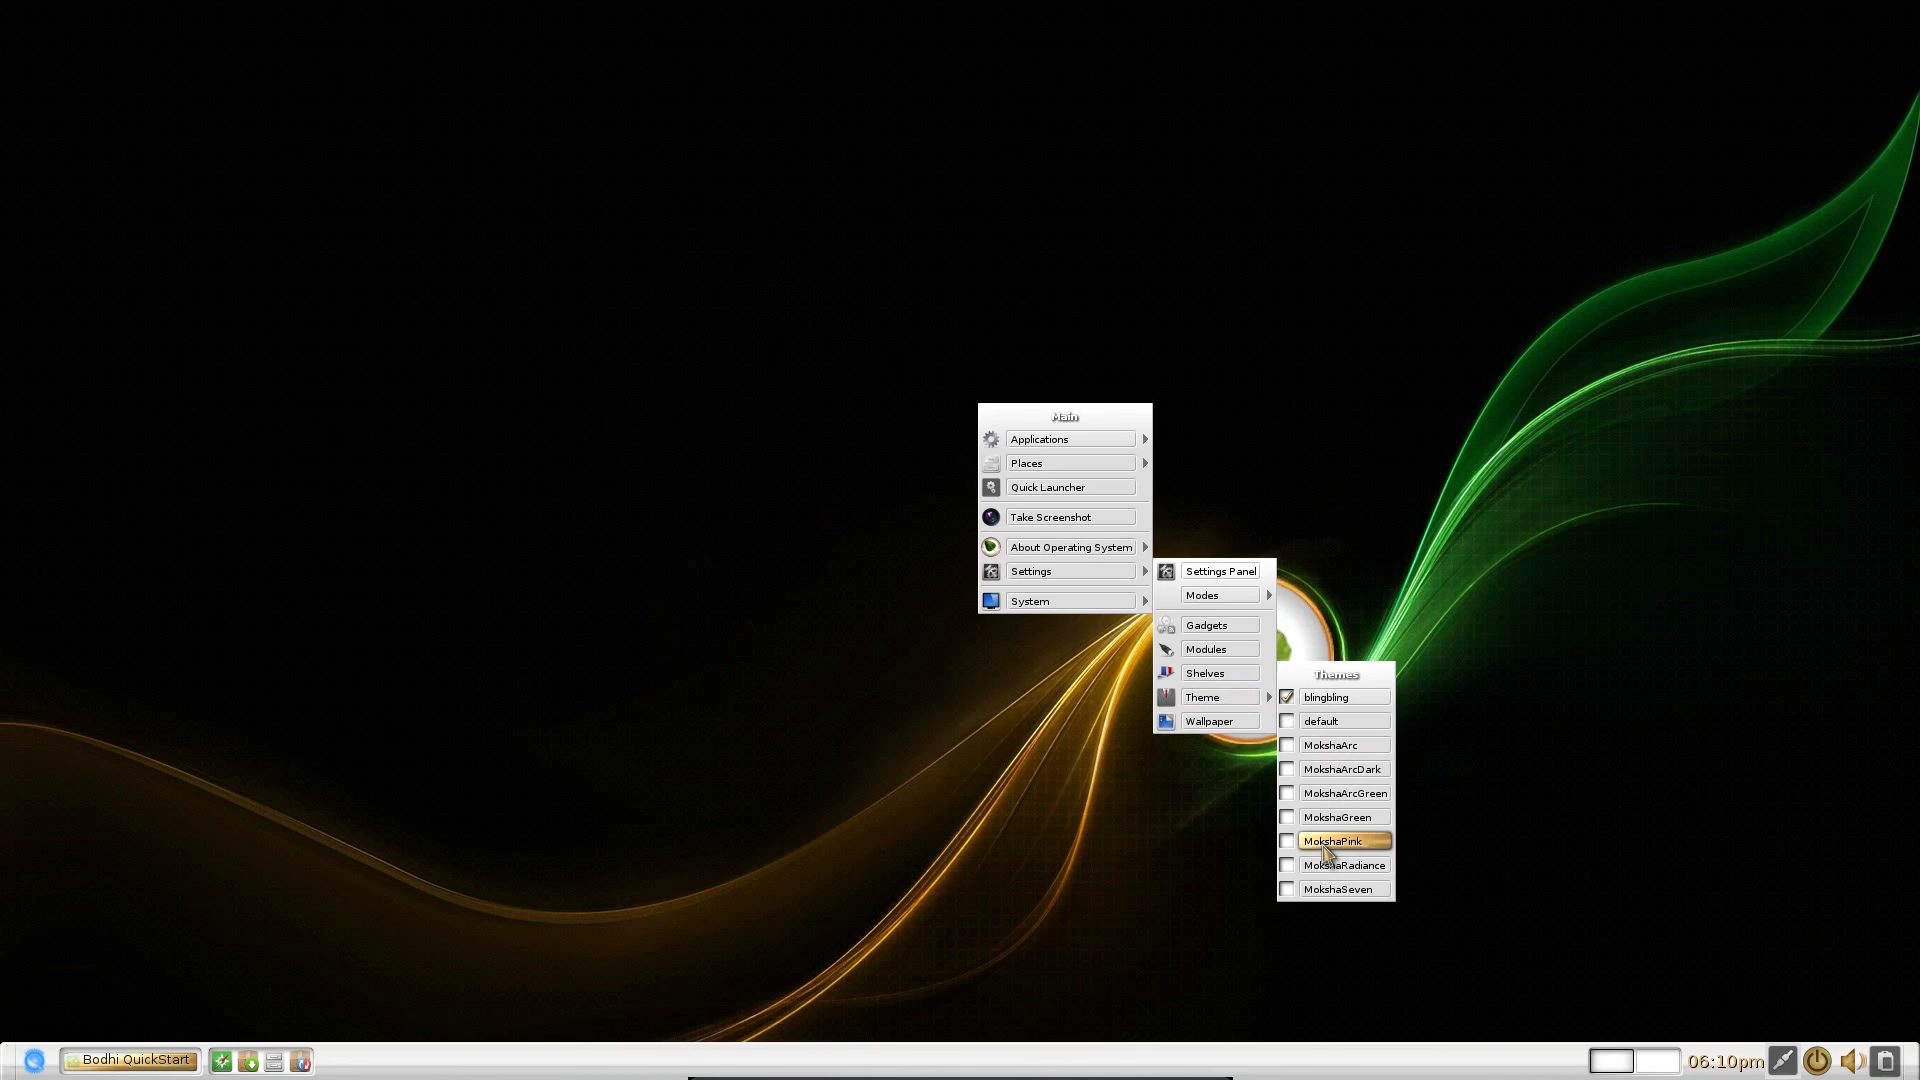 Main
Applications
Places
Quick Launcher
Take Screenshot
About Operating System
Settings
System
Settings Panel
Modes
Gadgets
Modules
Shelves
Theme
Wallpaper
Themes
blingbling
default
MokshaArc
MokshaArcDark
MokshaArcGreen
MokshaGreen
MokshaPink
MokshaRadiance
MokshaSeven
Bodhi QuickStart
06:10pm